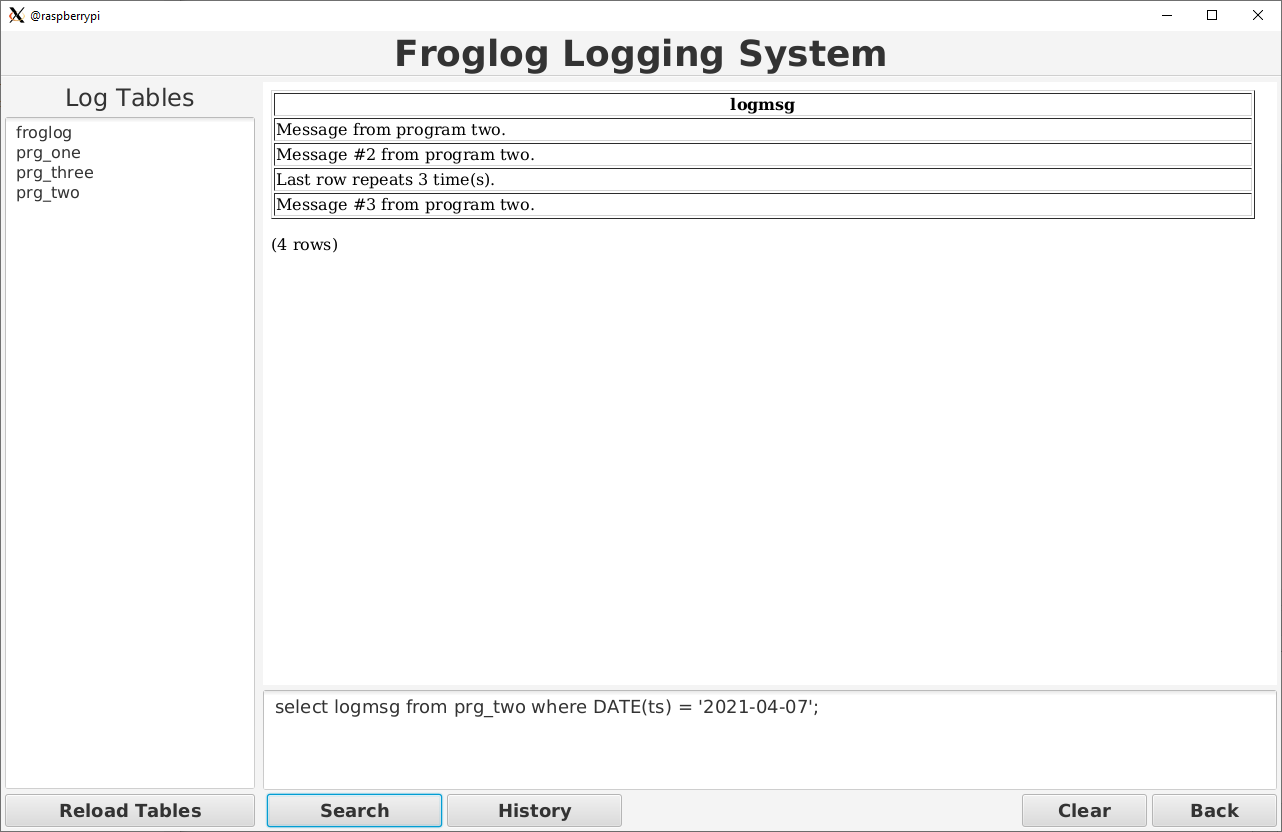 @raspberrypi
Froglog Logging System
Log Tables
froglog
prg_one
prg_three
prg_two
logmsg
Message from program two.
Message #2 from program two.
Last row repeats 3 time(s).
Message #3 from program two.
(4 rows)
select logmsg from prg_two where DATE(ts) = '2021-04-07';
Reload Tables
Search
History
Clear
Back